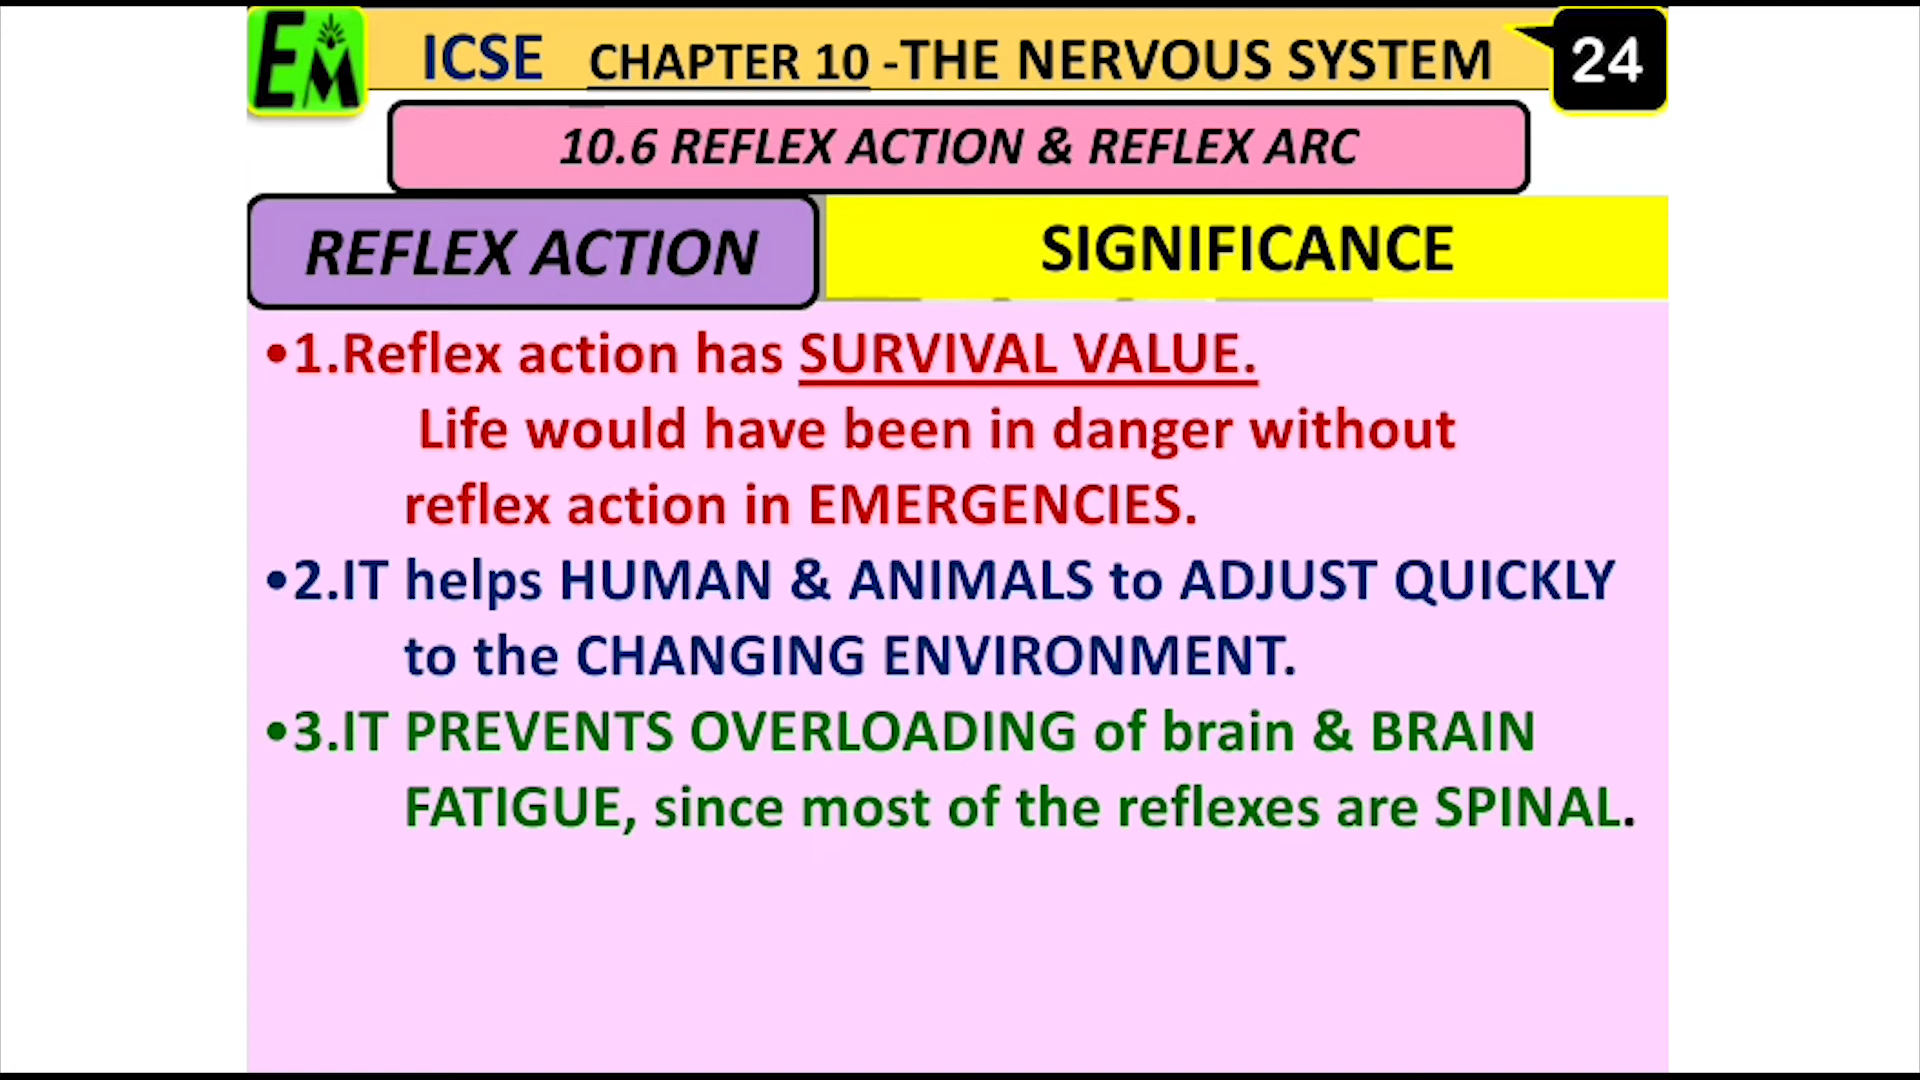 EM
ICSE CHAPTER 10 -THE NERVOUS SYSTEM
24
10.6 REFLEX ACTION & REFLEX ARC
REFLEX ACTION
SIGNIFICANCE
•1.Reflex action has SURVIVAL VALUE.
Life would have been in danger without
reflex action in EMERGENCIES.
•2.IT helps HUMAN & ANIMALS to ADJUST QUICKLY
to the CHANGING ENVIRONMENT.
•3.IT PREVENTS OVERLOADING of brain & BRAIN
FATIGUE, since most of the reflexes are SPINAL.